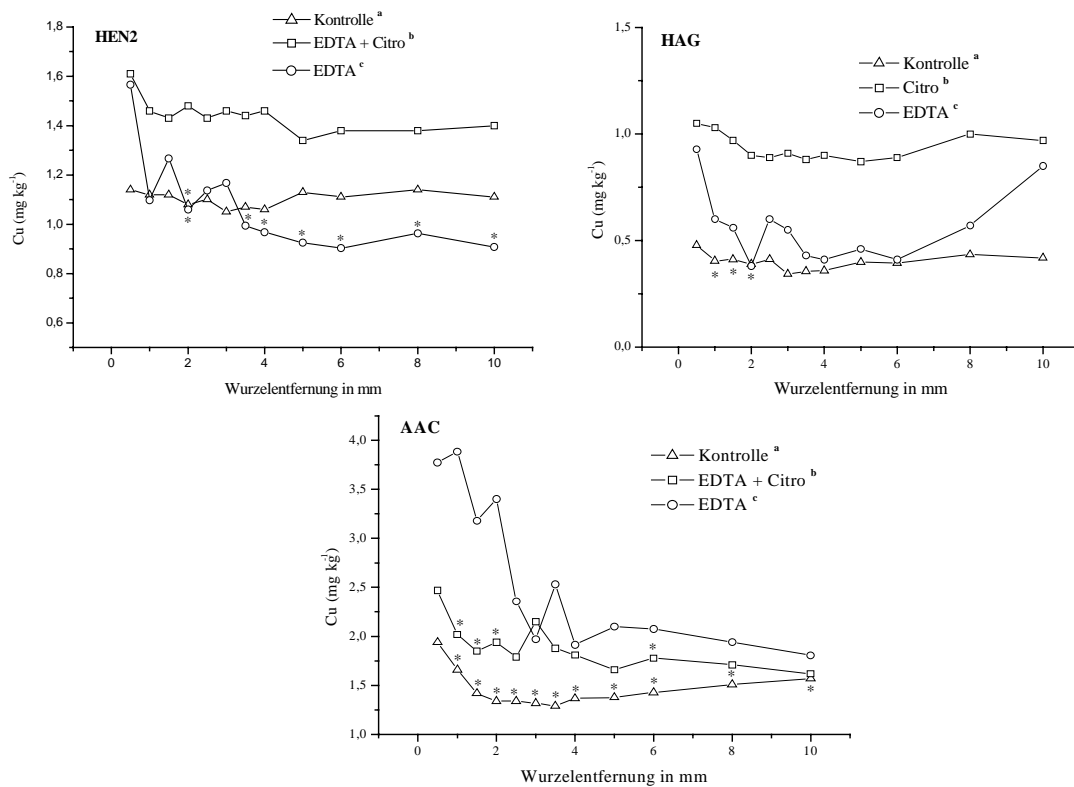 HEN2
Kontrolle a
EDTA + Citro b
EDTA c
Cu (mg kg-1)
1,8
1,6
1,4
1,2
1,0
0,8
0,6
0 2 4 6 8 10
Wurzelentfernung in mm
* * * * * * * *
HAG
Kontrolle a
Citro b
EDTA c
Cu (mg kg-1)
1,5
1,0
0,5
0,0
0 2 4 6 8 10
Wurzelentfernung in mm
* * *
AAC
Kontrolle a
EDTA + Citro b
EDTA c
Cu (mg kg-1)
4,0
3,5
3,0
2,5
2,0
1,5
1,0
0 2 4 6 8 10
Wurzelentfernung in mm
* * * *
* * * * * * * * * * *